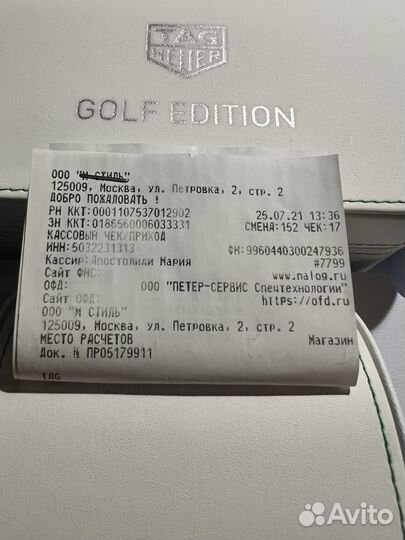 TAG
HEUER
GOLF EDITION
ООО "М СТИЛЬ"
125009, Москва, ул. Петровка, 2, стр. 2
ДОБРО ПОЖАЛОВАТЬ !
РН ККТ:0001107537012902 25.07.21 13:36
ЗН ККТ:0186560006033331 СМЕНА:152 ЧЕК:17
КАССОВЫЙ ЧЕК/ПРИХОД
ИНН:5032231313 ФН:9960440300247936
Кассир:Апостолиди Мария #7799
Сайт ФНС: www.nalog.ru
ОФД: ООО "ПЕТЕР-СЕРВИС Спецтехнологии"
Сайт ОФД: https://ofd.ru
ООО "М СТИЛЬ"
125009, Москва, ул. Петровка, 2, стр. 2
МЕСТО РАСЧЕТОВ Магазин
Док. № ПР05179911
TAG
Avito